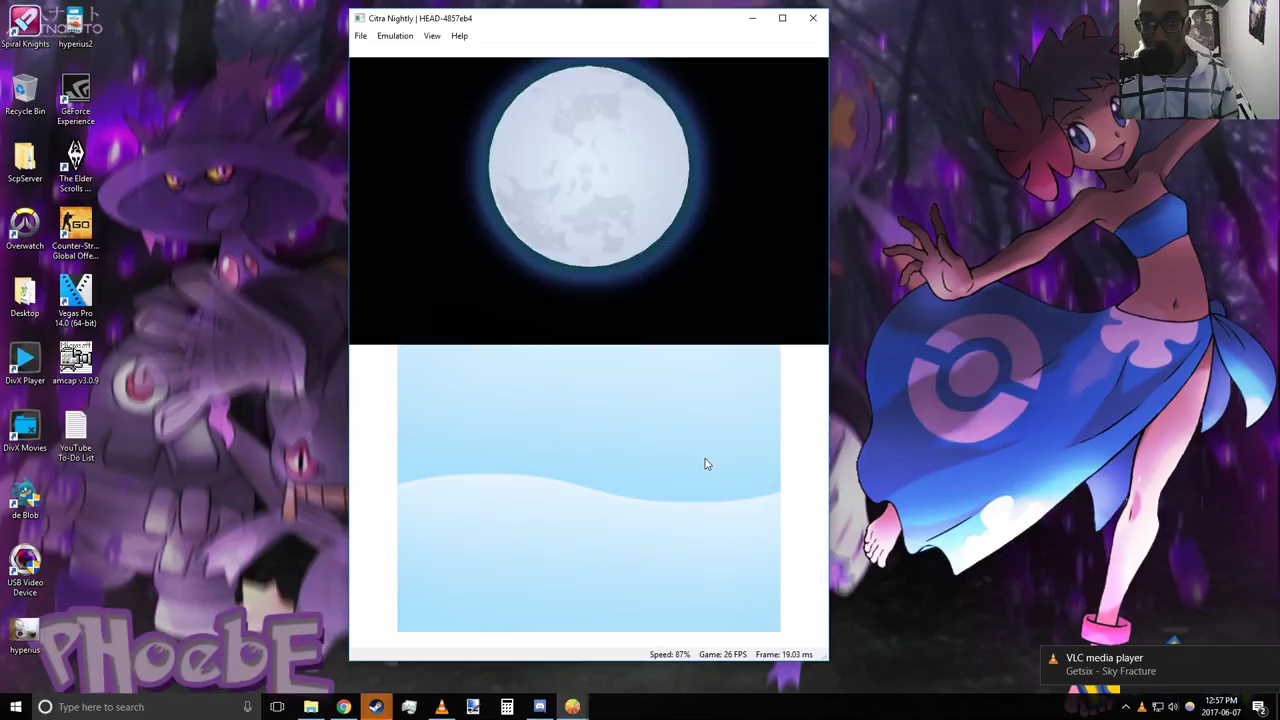 Citra Nightly | HEAD-4857eb4
File Emulation View Help
Spiral Knights
hyperius2
Recycle Bin
GeForce Experience
ScpServer
The Elder Scrolls ...
Overwatch
Counter-Str... Global Offe...
Desktop
Vegas Pro 14.0 (64-bit)
DivX Player
amcap v3.0.9
DivX Movies
YouTube To-Do List
de Blob
USB Video Device
hyperius
PHoebE
Speed: 87% Game: 26 FPS Frame: 19.03 ms
VLC media player
Getsix - Sky Fracture
Type here to search
12:57 PM
2017-06-07
2